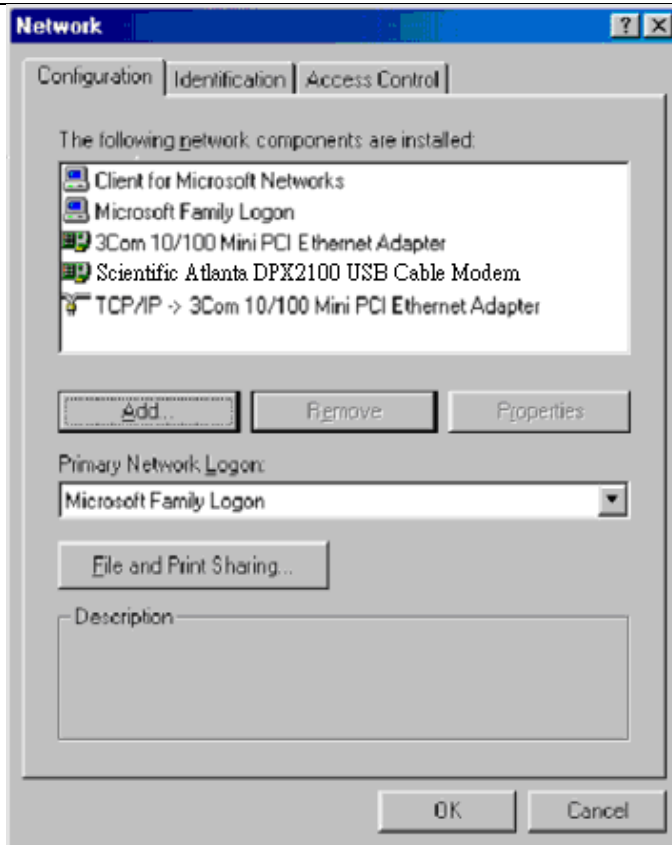 Network
Configuration Identification Access Control
The following network components are installed:
Client for Microsoft Networks
Microsoft Family Logon
3Com 10/100 Mini PCI Ethernet Adapter
Scientific Atlanta DPX2100 USB Cable Modem
TCP/IP -> 3Com 10/100 Mini PCI Ethernet Adapter
Add... Remove Properties
Primary Network Logon:
Microsoft Family Logon
File and Print Sharing...
Description
OK Cancel